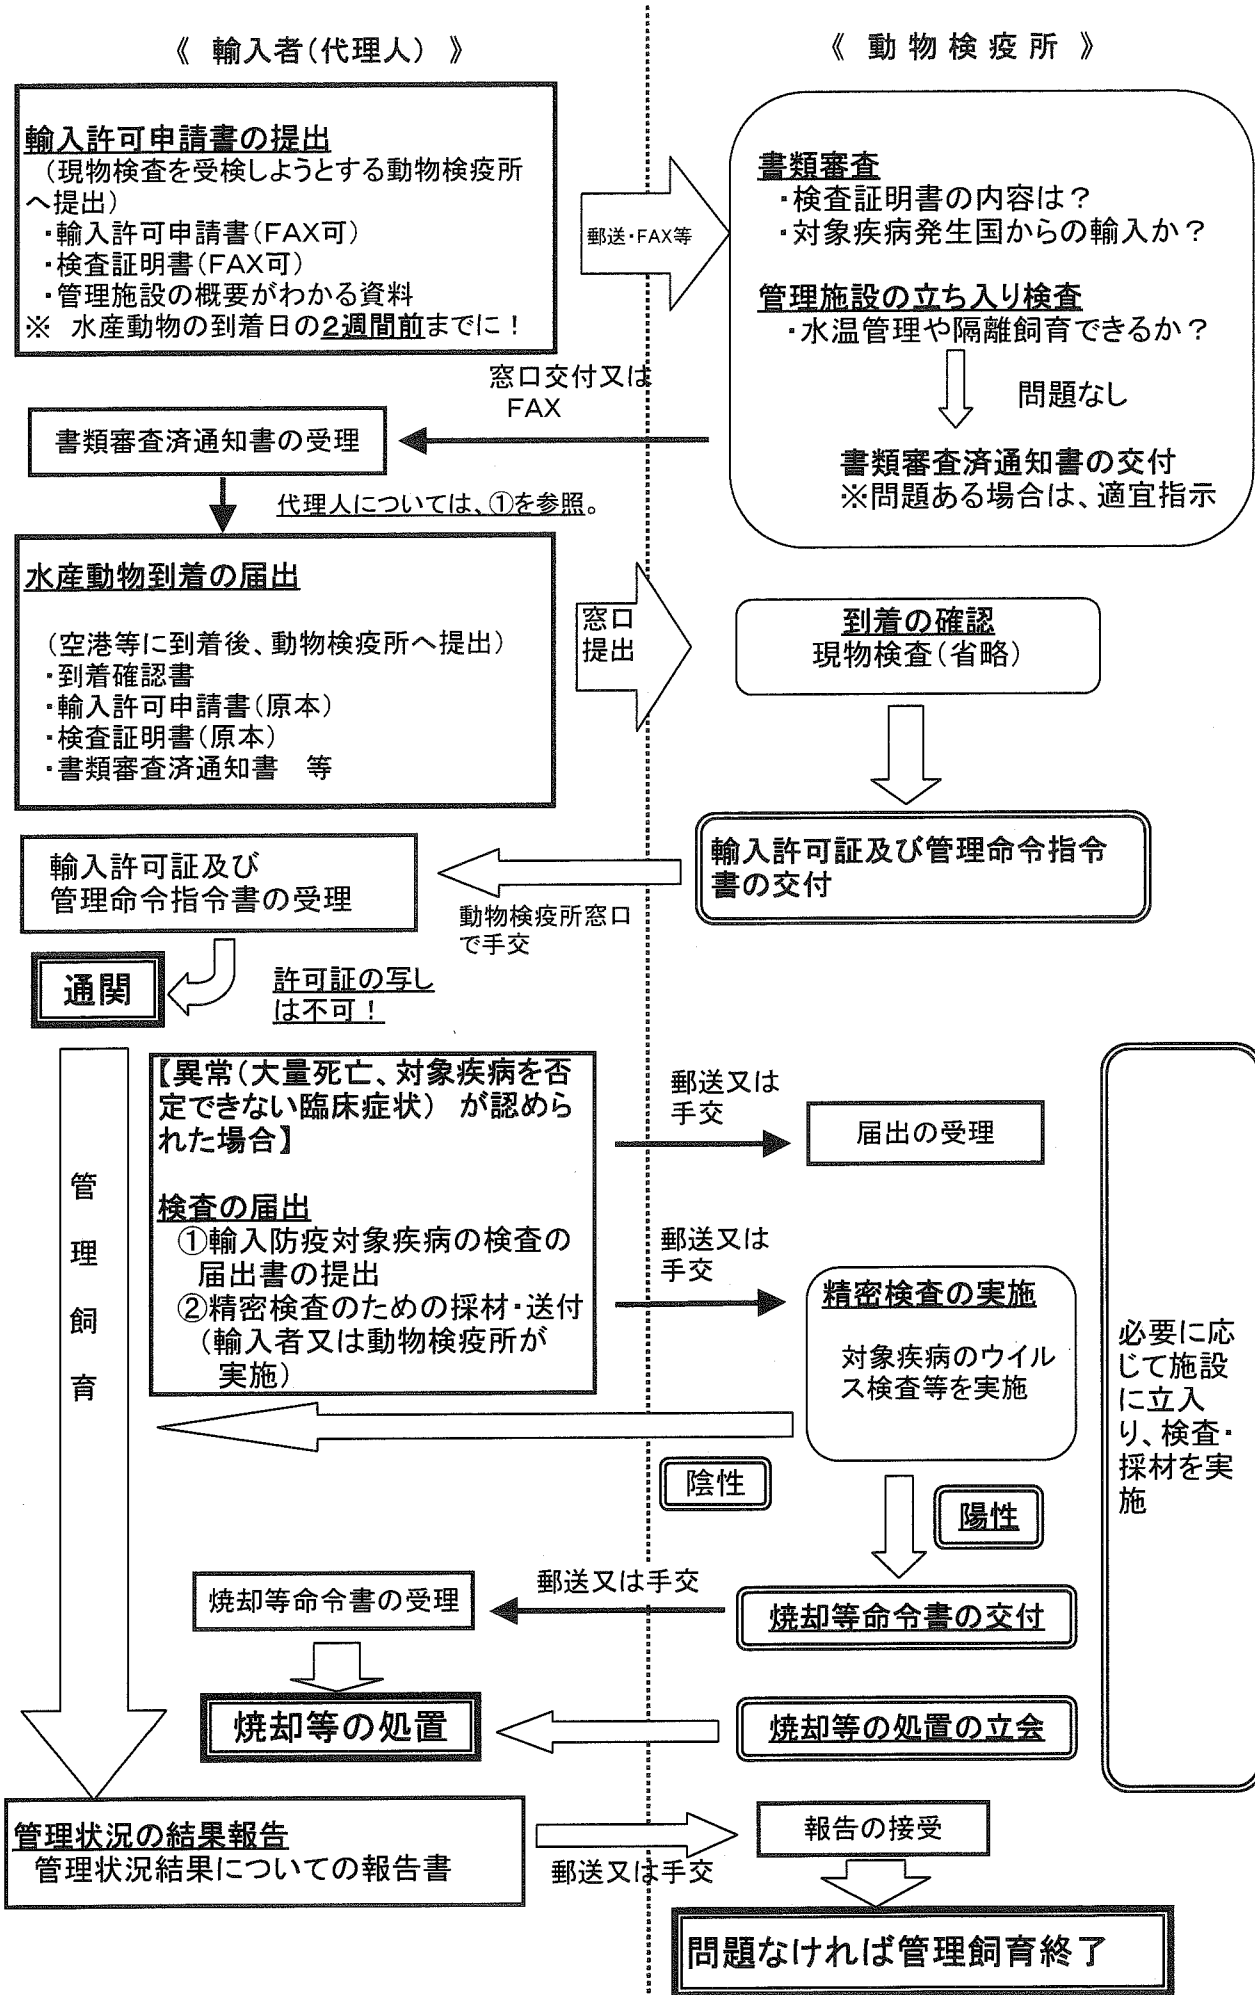 《 輸入者(代理人) 》
《 動物検疫所 》
輸入許可申請書の提出
(現物検査を受検しようとする動物検疫所
へ提出)
・輸入許可申請書(FAX可)
・検査証明書(FAX可)
・管理施設の概要がわかる資料
※ 水産動物の到着日の2週間前までに!
郵送・FAX等
書類審査
・検査証明書の内容は?
・対象疾病発生国からの輸入か?
管理施設の立ち入り検査
・水温管理や隔離飼育できるか?
問題なし
書類審査済通知書の交付
※問題ある場合は、適宜指示
窓口交付又は
FAX
書類審査済通知書の受理
代理人については、①を参照。
水産動物到着の届出
(空港等に到着後、動物検疫所へ提出)
・到着確認書
・輸入許可申請書(原本)
・検査証明書(原本)
・書類審査済通知書 等
窓口
提出
到着の確認
現物検査(省略)
輸入許可証及び管理命令指令
書の交付
輸入許可証及び
管理命令指令書の受理
動物検疫所窓口
で手交
通関
許可証の写し
は不可!
管理飼育
【異常(大量死亡、対象疾病を否
定できない臨床症状) が認めら
れた場合】
検査の届出
①輸入防疫対象疾病の検査の
届出書の提出
②精密検査のための採材・送付
(輸入者又は動物検疫所が
実施)
郵送又は
手交
届出の受理
郵送又は
手交
精密検査の実施
対象疾病のウイル
ス検査等を実施
必要に応
じて施設
に立入
り、検査・
採材を実
施
陰性
陽性
焼却等命令書の受理
郵送又は手交
焼却等命令書の交付
焼却等の処置
焼却等の処置の立会
管理状況の結果報告
管理状況結果についての報告書
郵送又は手交
報告の接受
問題なければ管理飼育終了